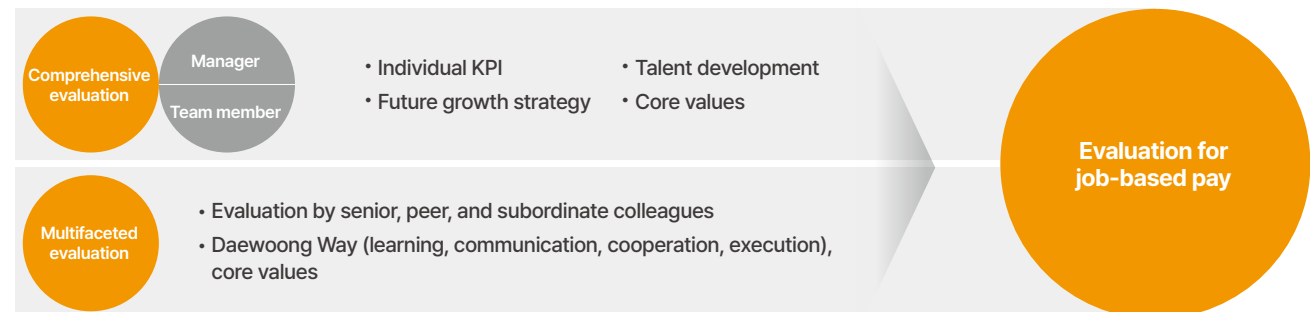 Comprehensive
evaluation
Manager
Team member
• Individual KPI
• Future growth strategy
• Talent development
• Core values
Multifaceted
evaluation
• Evaluation by senior, peer, and subordinate colleagues
• Daewoong Way (learning, communication, cooperation, execution),
core values
Evaluation for
job-based pay